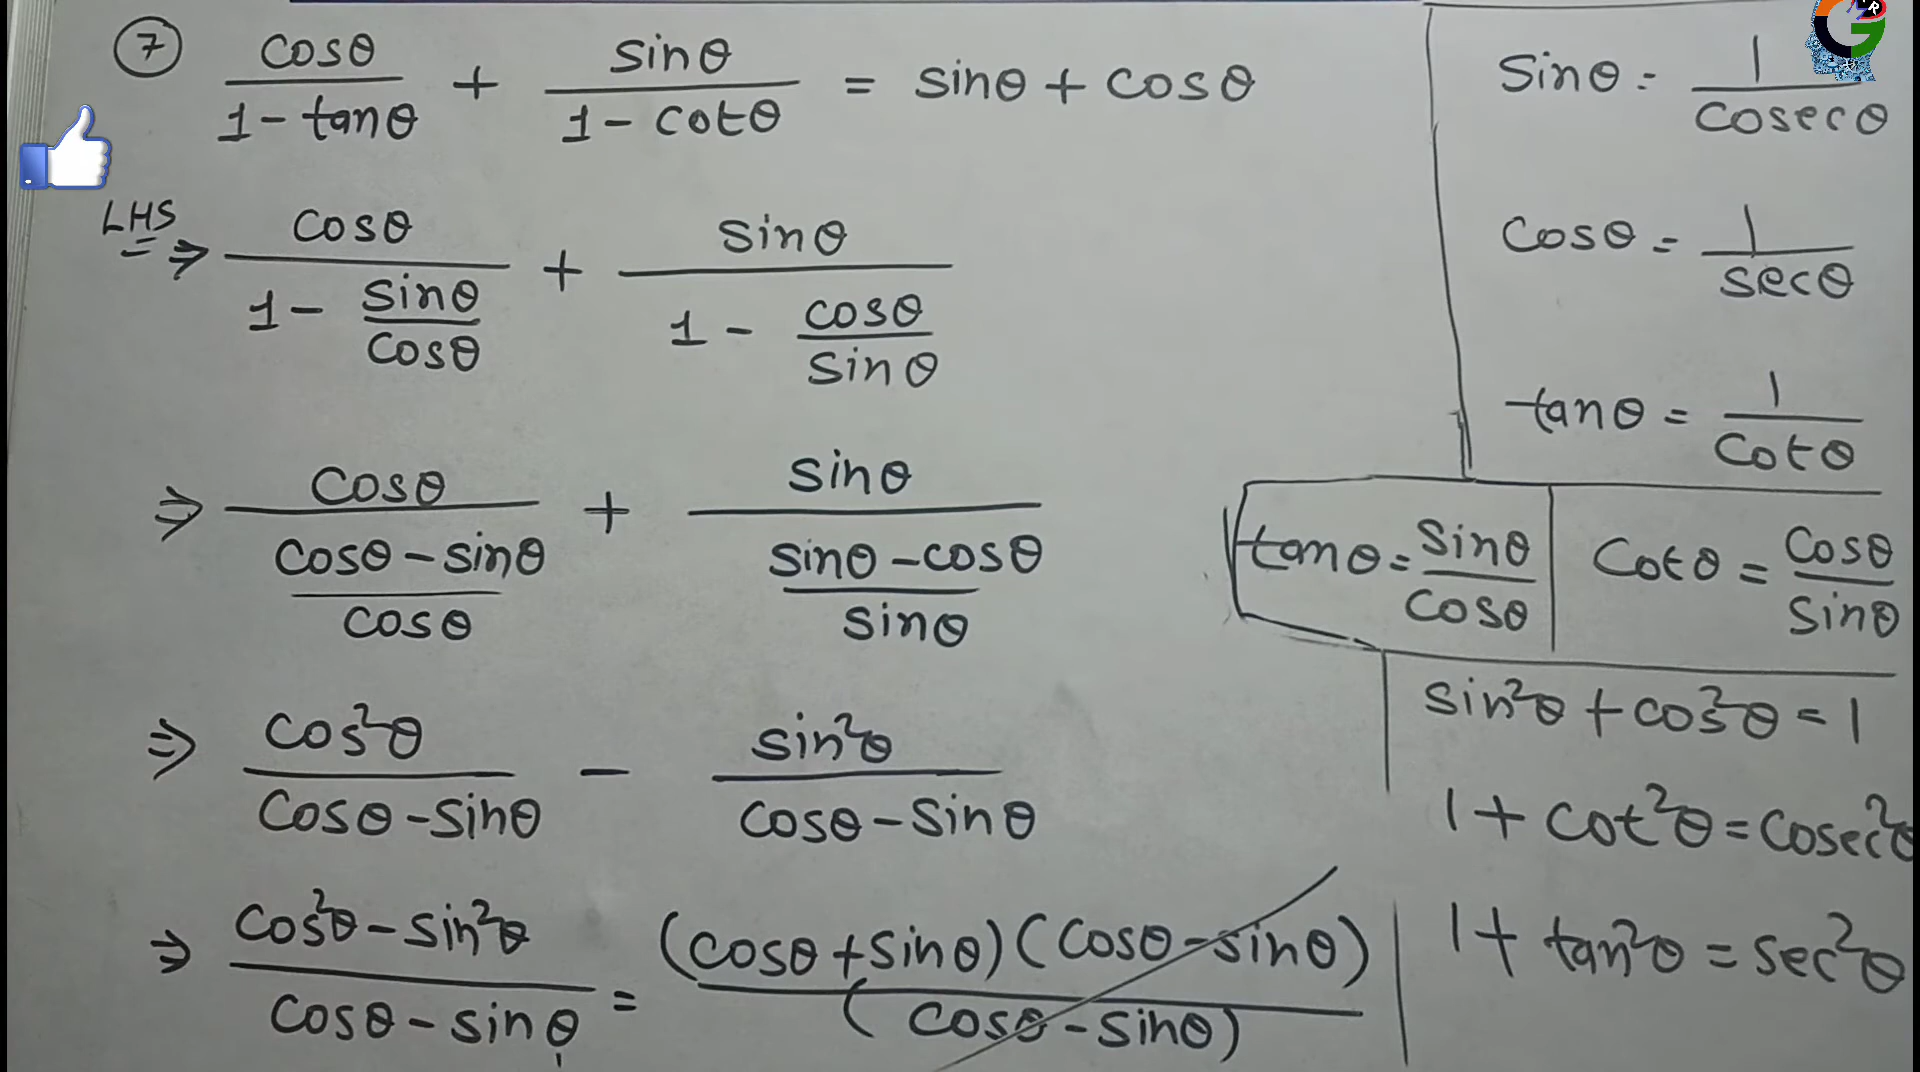 7 cosθ/(1-tanθ) + sinθ/(1-cotθ) = sinθ + cosθ
LHS ⇒ cosθ/(1 - sinθ/cosθ) + sinθ/(1 - cosθ/sinθ)
⇒ cosθ/((cosθ-sinθ)/cosθ) + sinθ/((sinθ-cosθ)/sinθ)
⇒ cos²θ/(cosθ-sinθ) - sin²θ/(cosθ-sinθ)
⇒ (cos²θ-sin²θ)/(cosθ-sinθ) = (cosθ+sinθ)(cosθ-sinθ)/(cosθ-sinθ)
sinθ = 1/cosecθ
cosθ = 1/secθ
tanθ = 1/cotθ
tanθ = sinθ/cosθ
cotθ = cosθ/sinθ
sin²θ + cos²θ = 1
1 + cot²θ = cosec²θ
1 + tan²θ = sec²θ